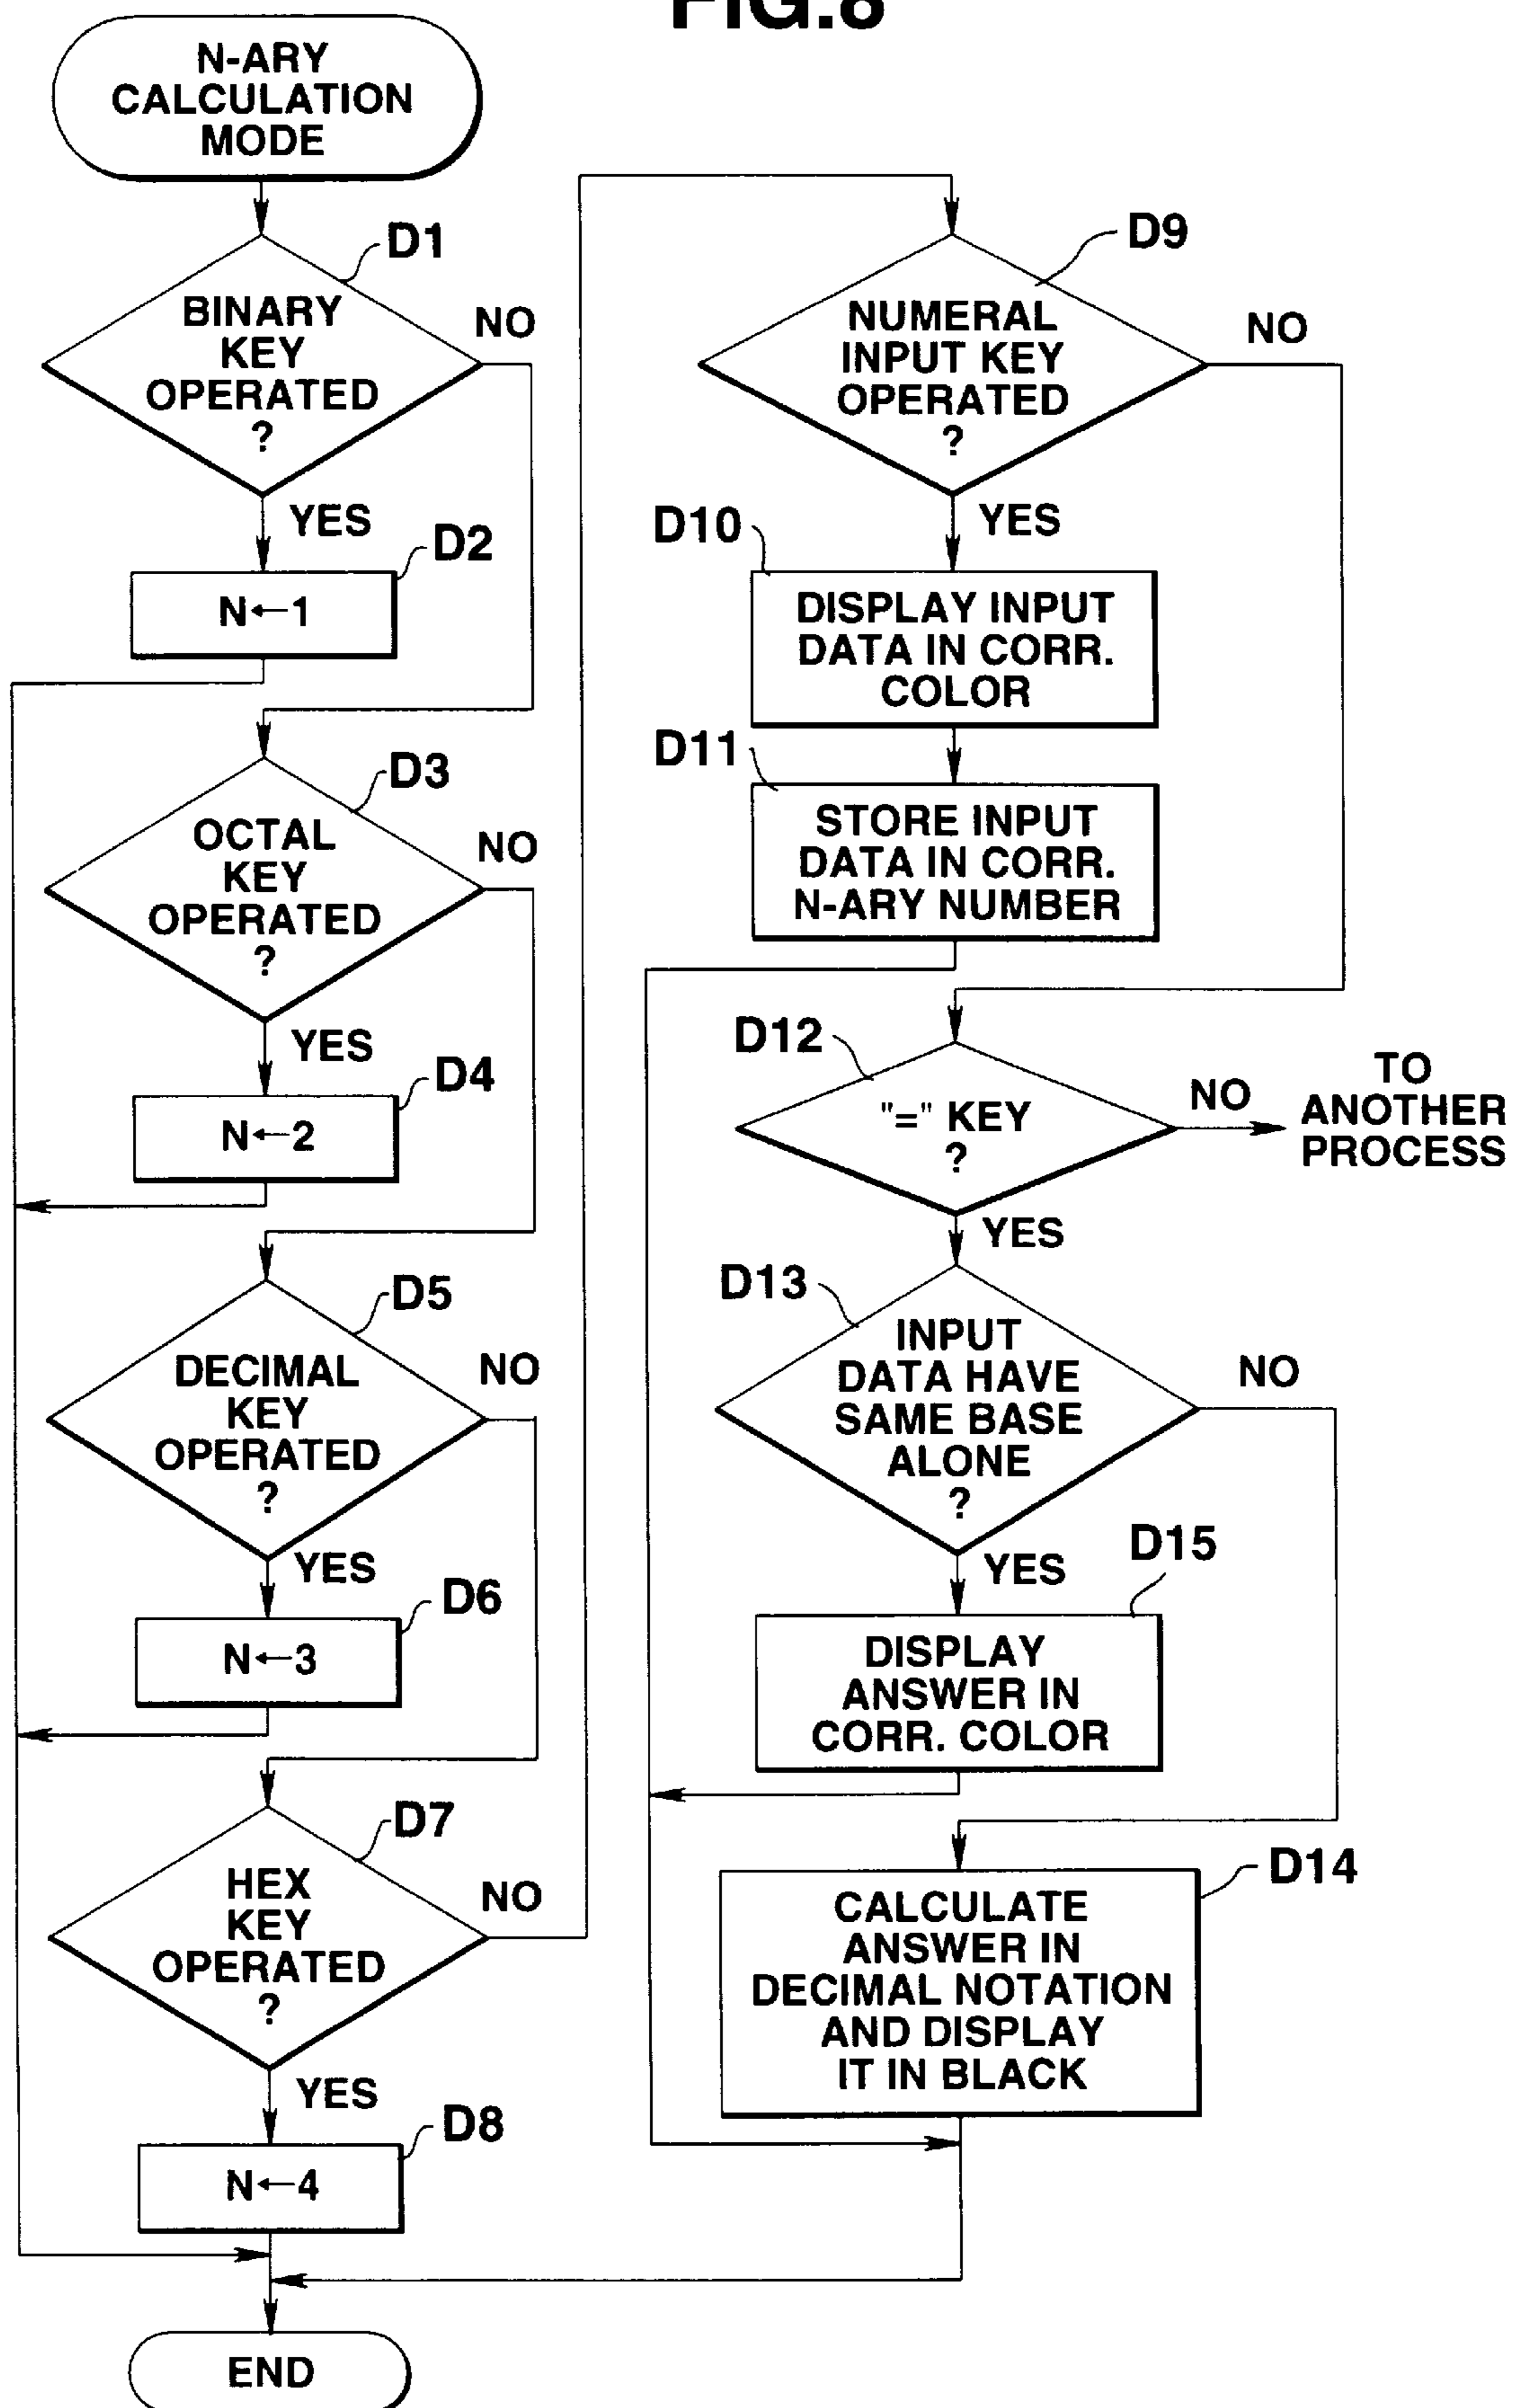 FIG.8
N-ARY
CALCULATION
MODE
D1
BINARY
KEY
OPERATED
?
NO
YES
D2
N←1
D3
OCTAL
KEY
OPERATED
?
NO
YES
D4
N←2
D5
DECIMAL
KEY
OPERATED
?
NO
YES
D6
N←3
D7
HEX
KEY
OPERATED
?
NO
YES
D8
N←4
END
D9
NUMERAL
INPUT KEY
OPERATED
?
NO
YES
D10
DISPLAY INPUT
DATA IN CORR.
COLOR
D11
STORE INPUT
DATA IN CORR.
N-ARY NUMBER
D12
"=" KEY
?
NO
TO
ANOTHER
PROCESS
YES
D13
INPUT
DATA HAVE
SAME BASE
ALONE
?
NO
YES
D15
DISPLAY
ANSWER IN
CORR. COLOR
D14
CALCULATE
ANSWER IN
DECIMAL NOTATION
AND DISPLAY
IT IN BLACK